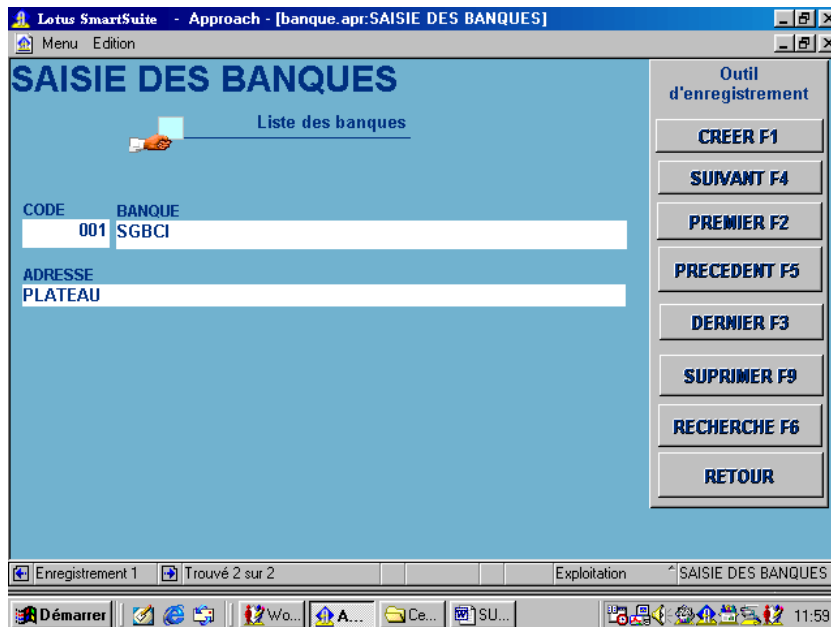 Lotus SmartSuite - Approach - [banque.apr:SAISIE DES BANQUES]
Menu Edition
SAISIE DES BANQUES
Liste des banques
CODE BANQUE
001 SGBCI
ADRESSE
PLATEAU
Outil
d'enregistrement
CREER F1
SUIVANT F4
PREMIER F2
PRECEDENT F5
DERNIER F3
SUPRIMER F9
RECHERCHE F6
RETOUR
Enregistrement 1 Trouvé 2 sur 2 Exploitation SAISIE DES BANQUES
Démarrer Wo... A... Ce... SU... 11:59